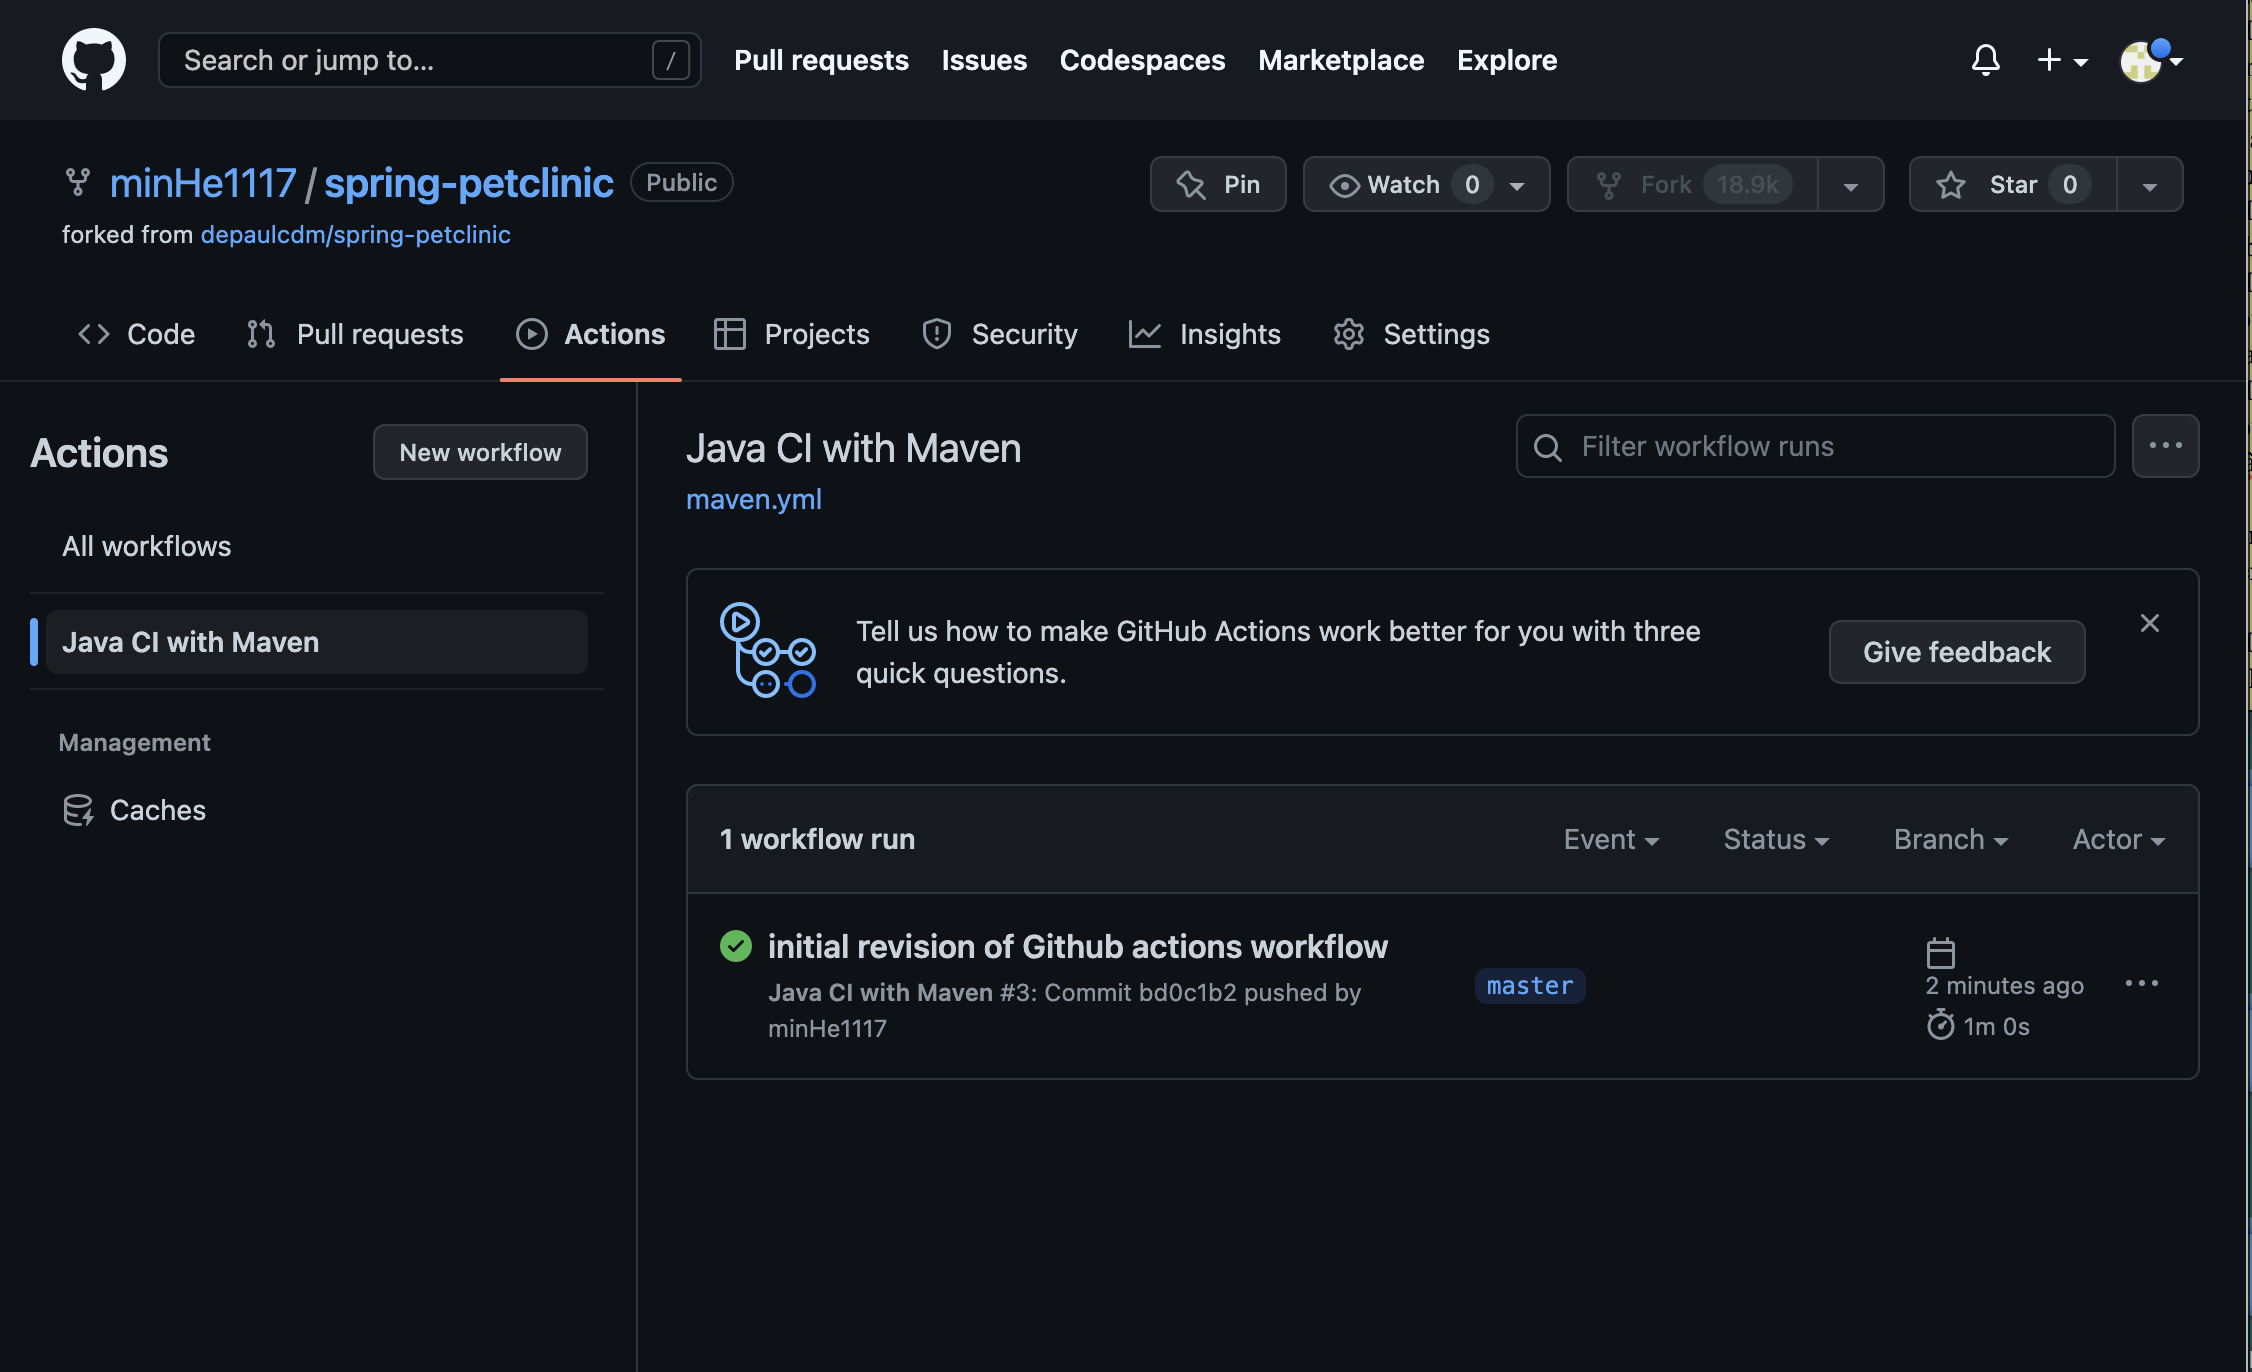 Search or jump to... /
Pull requests Issues Codespaces Marketplace Explore
minHe1117 / spring-petclinic Public
Pin Watch 0 Fork 18.9k Star 0
forked from depaulcdm/spring-petclinic
Code Pull requests Actions Projects Security Insights Settings
Actions
New workflow
All workflows
Java CI with Maven
Management
Caches
Java CI with Maven
maven.yml
Filter workflow runs
Tell us how to make GitHub Actions work better for you with three
quick questions.
Give feedback
1 workflow run
Event Status Branch Actor
initial revision of Github actions workflow
Java CI with Maven #3: Commit bd0c1b2 pushed by
minHe1117
master
2 minutes ago
1m 0s